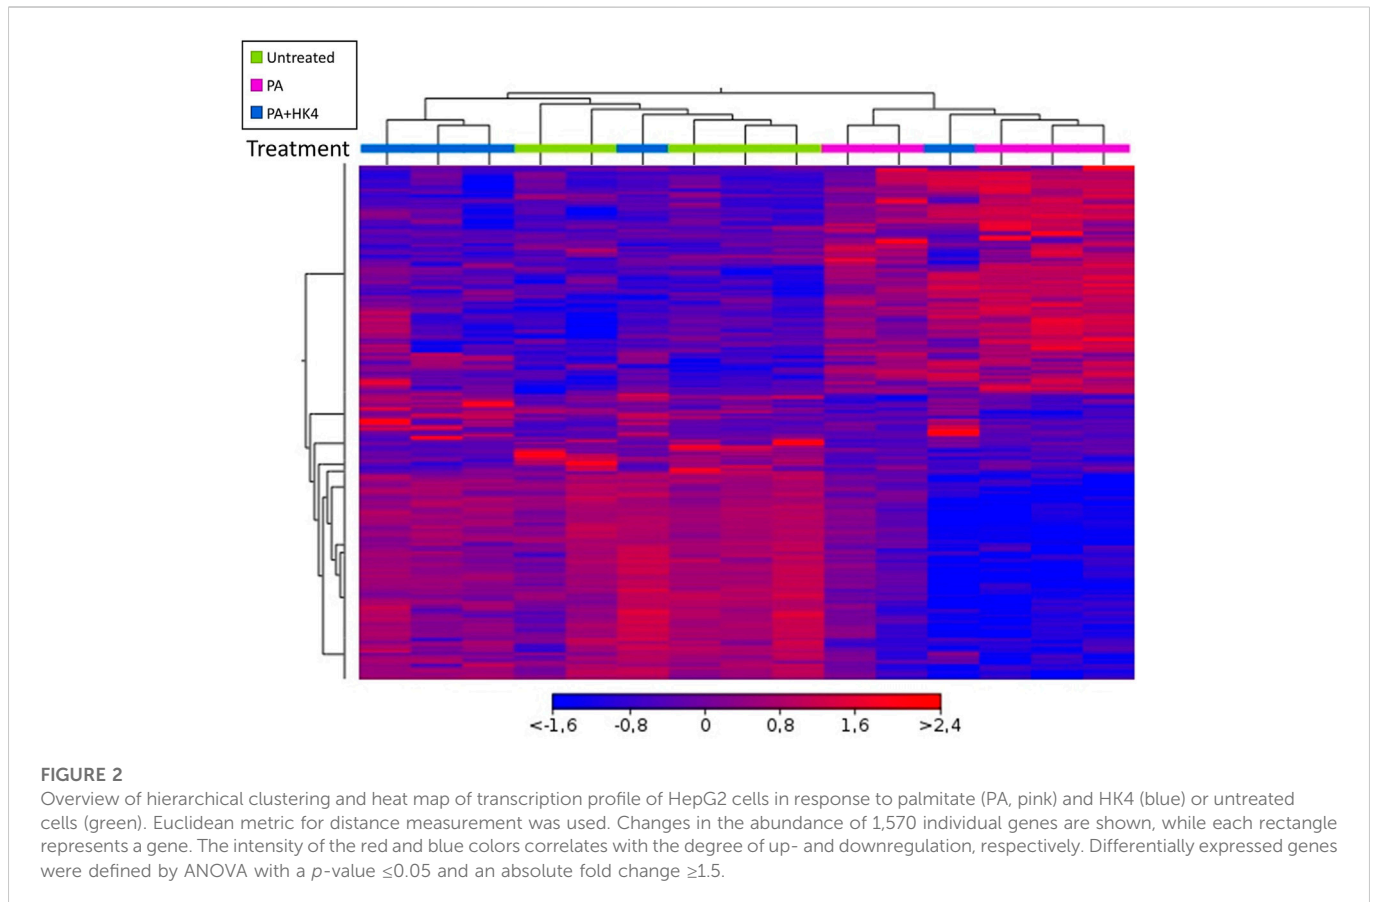 Untreated
PA
PA+HK4
Treatment
<-1,6 -0,8 0 0,8 1,6 >2,4
FIGURE 2
Overview of hierarchical clustering and heat map of transcription profile of HepG2 cells in response to palmitate (PA, pink) and HK4 (blue) or untreated
cells (green). Euclidean metric for distance measurement was used. Changes in the abundance of 1,570 individual genes are shown, while each rectangle
represents a gene. The intensity of the red and blue colors correlates with the degree of up- and downregulation, respectively. Differentially expressed genes
were defined by ANOVA with a p-value ≤0.05 and an absolute fold change ≥1.5.